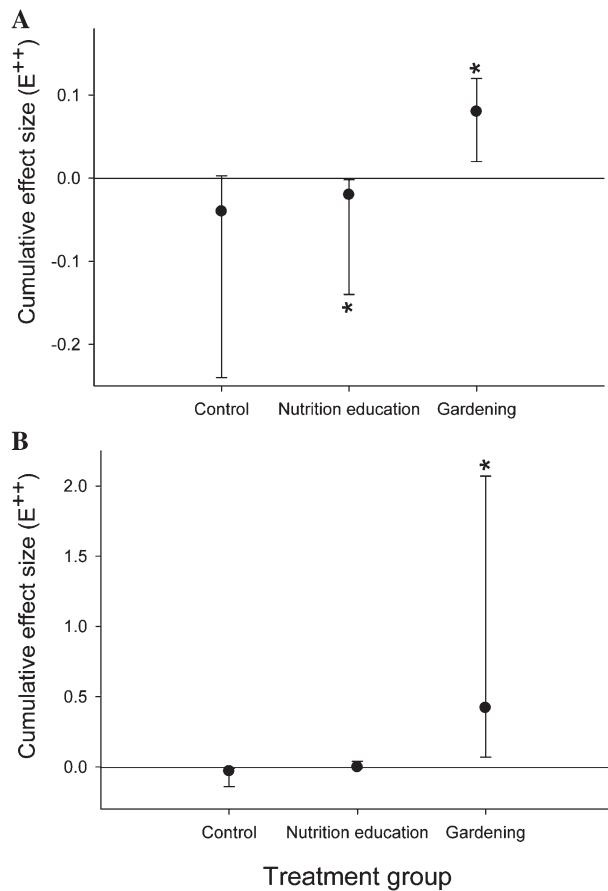 A
Cumulative effect size (E++)
0.1
0.0
-0.1
-0.2
*
*
Control Nutrition education Gardening
B
Cumulative effect size (E++)
2.0
1.5
1.0
0.5
0.0
*
Control Nutrition education Gardening
Treatment group